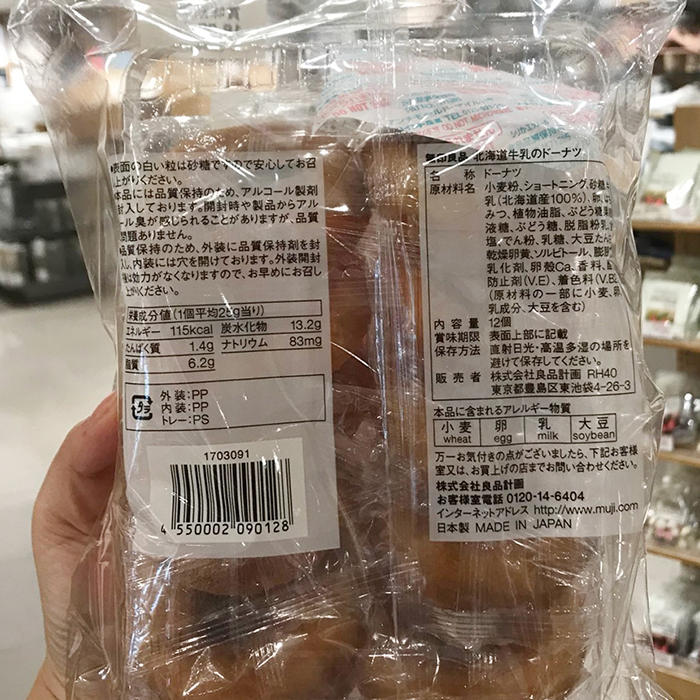 表面の白い粒は砂糖ですので安心してお召
上がりください。
本品には品質保持のため、アルコール製剤
封入しております。開封時や製品からアル
ール臭が感じられることがありますが、品質
問題ありません。
品質保持のため、外装に品質保持剤を封
入し、内装には穴を開けております。外装開封
は効力がなくなりますので、お早めにお召し
がりください。
栄養成分値(1個平均25g当り)
エネルギー 115kcal 炭水化物 13.2g
たんぱく質 1.4g ナトリウム 83mg
脂質 6.2g
プラ
外装:PP
内装:PP
トレー:PS
1703091
4 550002 090128
無印良品 北海道牛乳のドーナツ
名 称 ドーナツ
原材料名 小麦粉、ショートニング、砂糖、
乳(北海道産100%)、卵、
みつ、植物油脂、ぶどう糖
液糖、ぶどう糖、脱脂粉乳
塩、でん粉、乳糖、大豆たん
乾燥卵黄、ソルビトール、膨
乳化剤、卵殻Ca、香料、
防止剤(V.E)、着色料(V.B
(原材料の一部に小麦、卵、
乳成分、大豆を含む)
内 容 量 12個
賞味期限 表面上部に記載
保存方法 直射日光・高温多湿の場所を
避けて保存してください。
販 売 者 株式会社良品計画 RH40
東京都豊島区東池袋4-26-3
本品に含まれるアレルギー物質
小麦 卵 乳 大豆
wheat egg milk soybean
万一お気付きの点がございましたら、下記お客様
室又は、お買上げの店までお問い合わせください。
株式会社良品計画
お客様室電話 0120-14-6404
インターネットアドレス http://www.muji.com/
日本製 MADE IN JAPAN